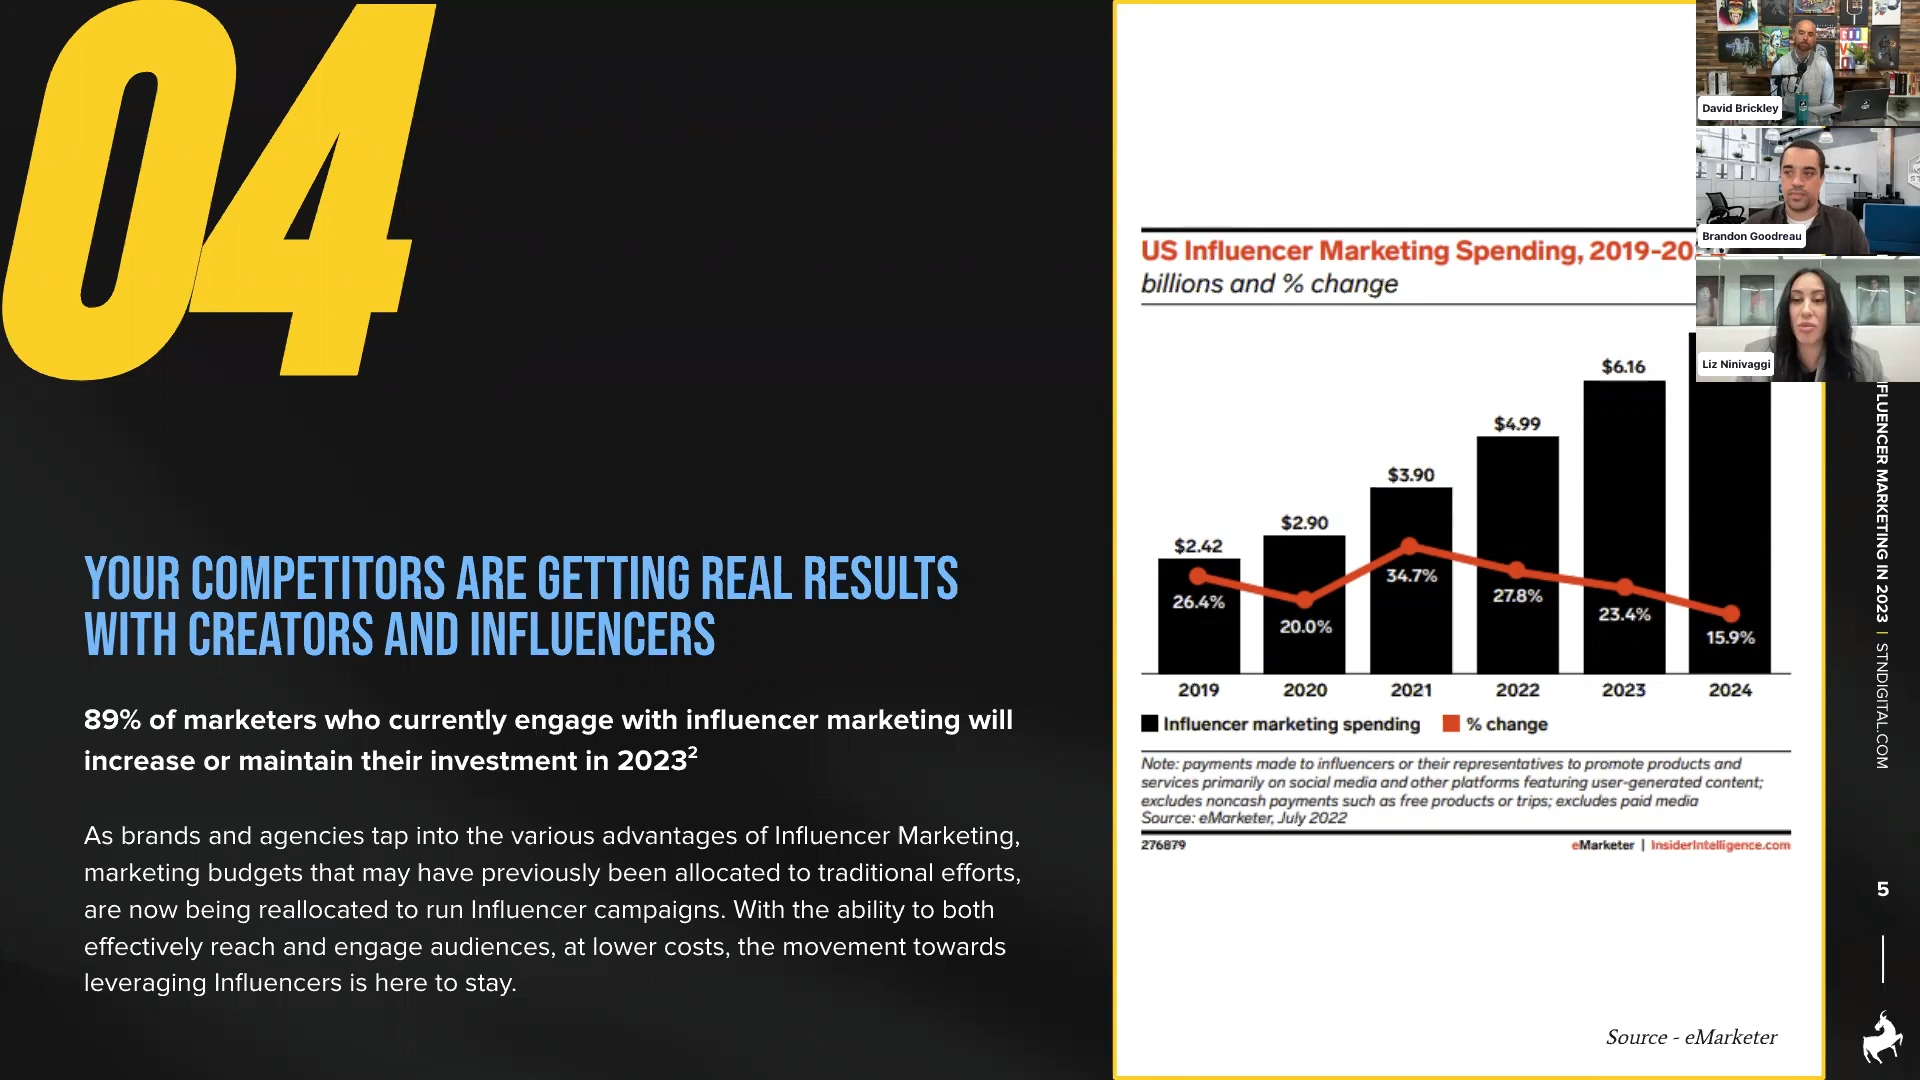 04
YOUR COMPETITORS ARE GETTING REAL RESULTS
WITH CREATORS AND INFLUENCERS
89% of marketers who currently engage with influencer marketing will
increase or maintain their investment in 2023²
As brands and agencies tap into the various advantages of Influencer Marketing,
marketing budgets that may have previously been allocated to traditional efforts,
are now being reallocated to run Influencer campaigns. With the ability to both
effectively reach and engage audiences, at lower costs, the movement towards
leveraging Influencers is here to stay.
US Influencer Marketing Spending, 2019-20
billions and % change
$2.42
$2.90
$3.90
$4.99
$6.16
26.4%
20.0%
34.7%
27.8%
23.4%
15.9%
2019 2020 2021 2022 2023 2024
Influencer marketing spending % change
Note: payments made to influencers or their representatives to promote products and
services primarily on social media and other platforms featuring user-generated content;
excludes noncash payments such as free products or trips; excludes paid media
Source: eMarketer, July 2022
276879 eMarketer | InsiderIntelligence.com
Source - eMarketer
David Brickley
Brandon Goodreau
Liz Ninivaggi
FLUENCER MARKETING IN 2023 | STNDIGITAL.COM
5